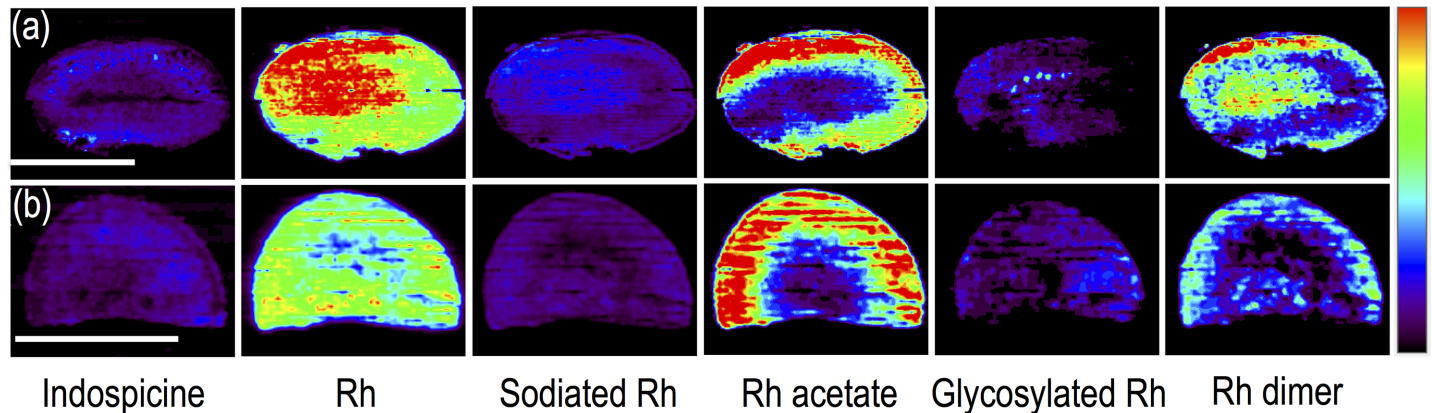 (a)
(b)
Indospicine Rh Sodiated Rh Rh acetate Glycosylated Rh Rh dimer